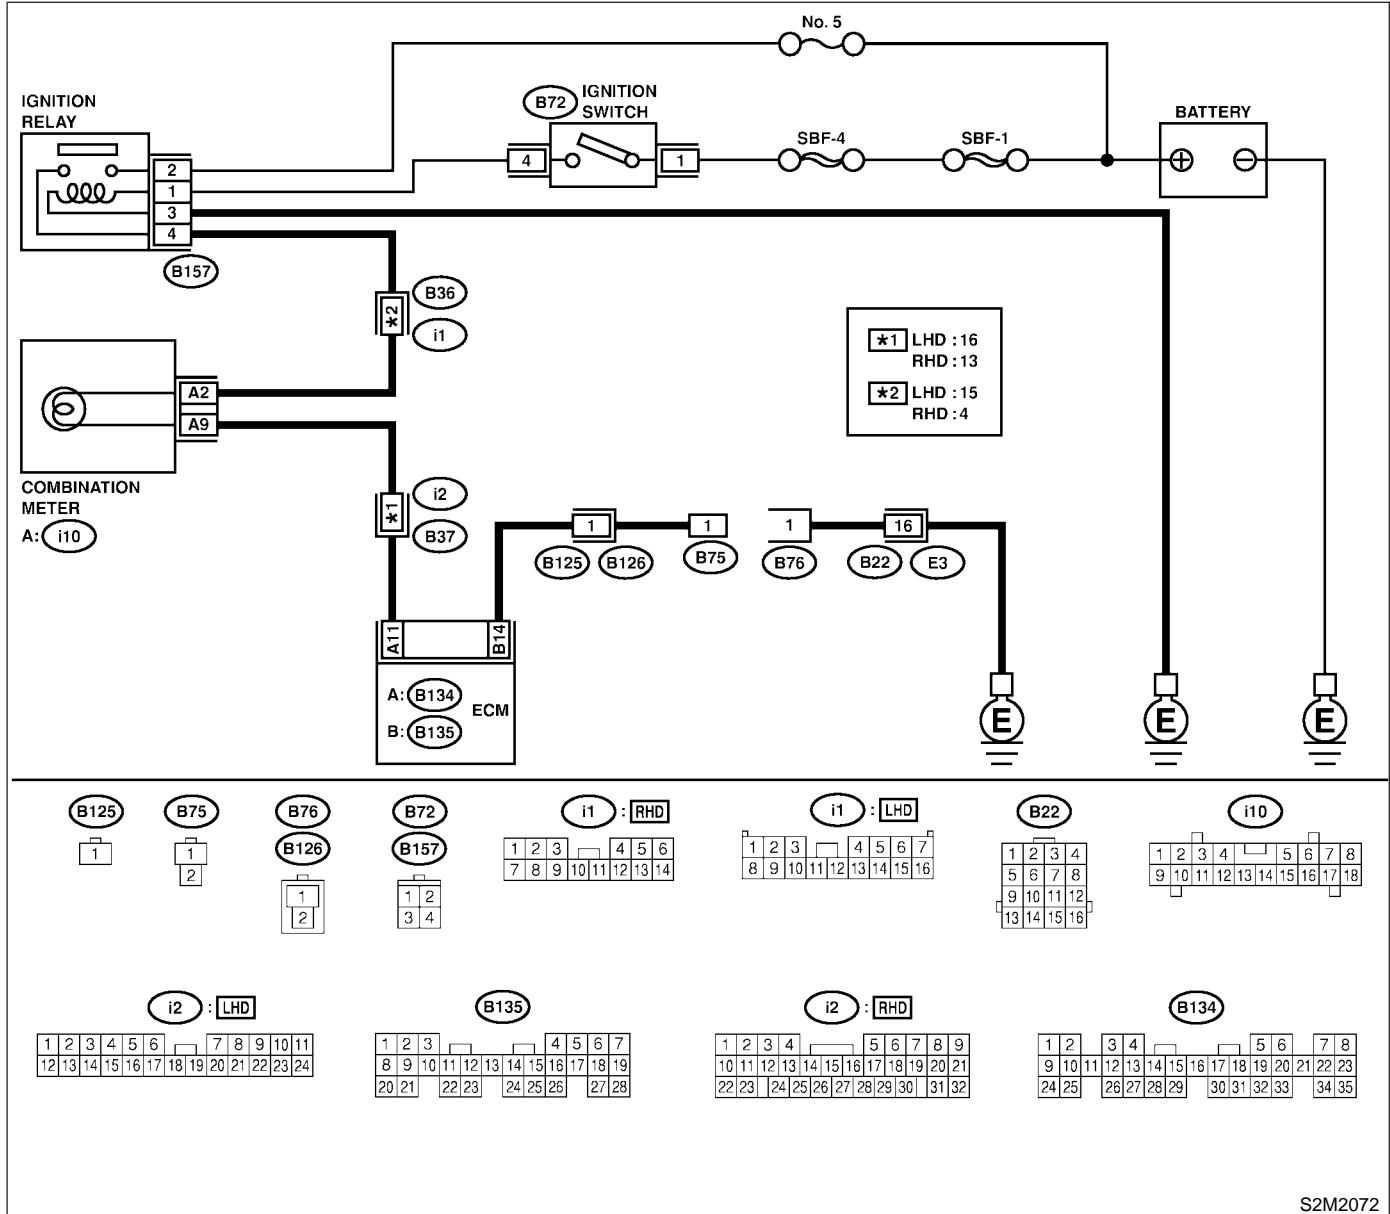 No. 5
IGNITION
RELAY
B72
IGNITION
SWITCH
SBF-4
SBF-1
BATTERY
4
1
2
1
3
4
B157
B36
*2
i1
*1 LHD : 16
RHD : 13
*2 LHD : 15
RHD : 4
A2
A9
COMBINATION
METER
A: i10
i2
*1
B37
1
1
1
16
B125 B126 B75 B76 B22 E3
A11
B14
A: B134
B: B135
ECM
E
E
E
B125
1
B75
1
2
B76
B126
1
2
B72
B157
1 2
3 4
i1 : RHD
1 2 3 4 5 6
7 8 9 10 11 12 13 14
i1 : LHD
1 2 3 4 5 6 7
8 9 10 11 12 13 14 15 16
B22
1 2 3 4
5 6 7 8
9 10 11 12
13 14 15 16
i10
1 2 3 4 5 6 7 8
9 10 11 12 13 14 15 16 17 18
i2 : LHD
1 2 3 4 5 6 7 8 9 10 11
12 13 14 15 16 17 18 19 20 21 22 23 24
B135
1 2 3 4 5 6 7
8 9 10 11 12 13 14 15 16 17 18 19
20 21 22 23 24 25 26 27 28
i2 : RHD
1 2 3 4 5 6 7 8 9
10 11 12 13 14 15 16 17 18 19 20 21
22 23 24 25 26 27 28 29 30 31 32
B134
1 2 3 4 5 6 7 8
9 10 11 12 13 14 15 16 17 18 19 20 21 22 23
24 25 26 27 28 29 30 31 32 33 34 35
S2M2072